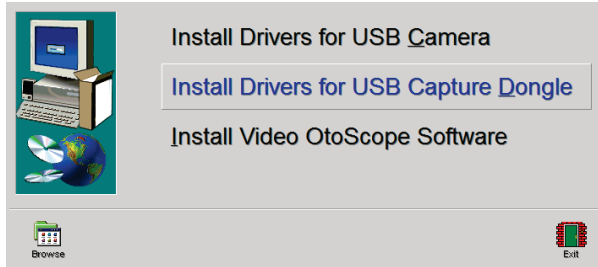 Install Drivers for USB Camera
Install Drivers for USB Capture Dongle
Install Video OtoScope Software
Browse
Exit